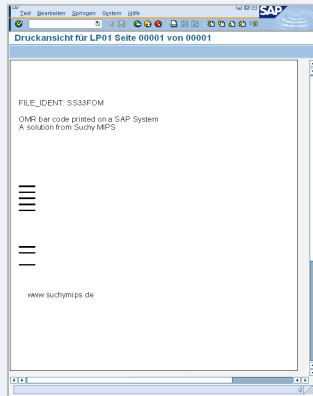 Test Bearbeiten Springen System Hilfe
SAP
Druckansicht für LP01 Seite 00001 von 00001
FILE_IDENT: SS33FOM
OMR bar code printed on a SAP System
A solution from Suchy MIPS
www.suchymips.de